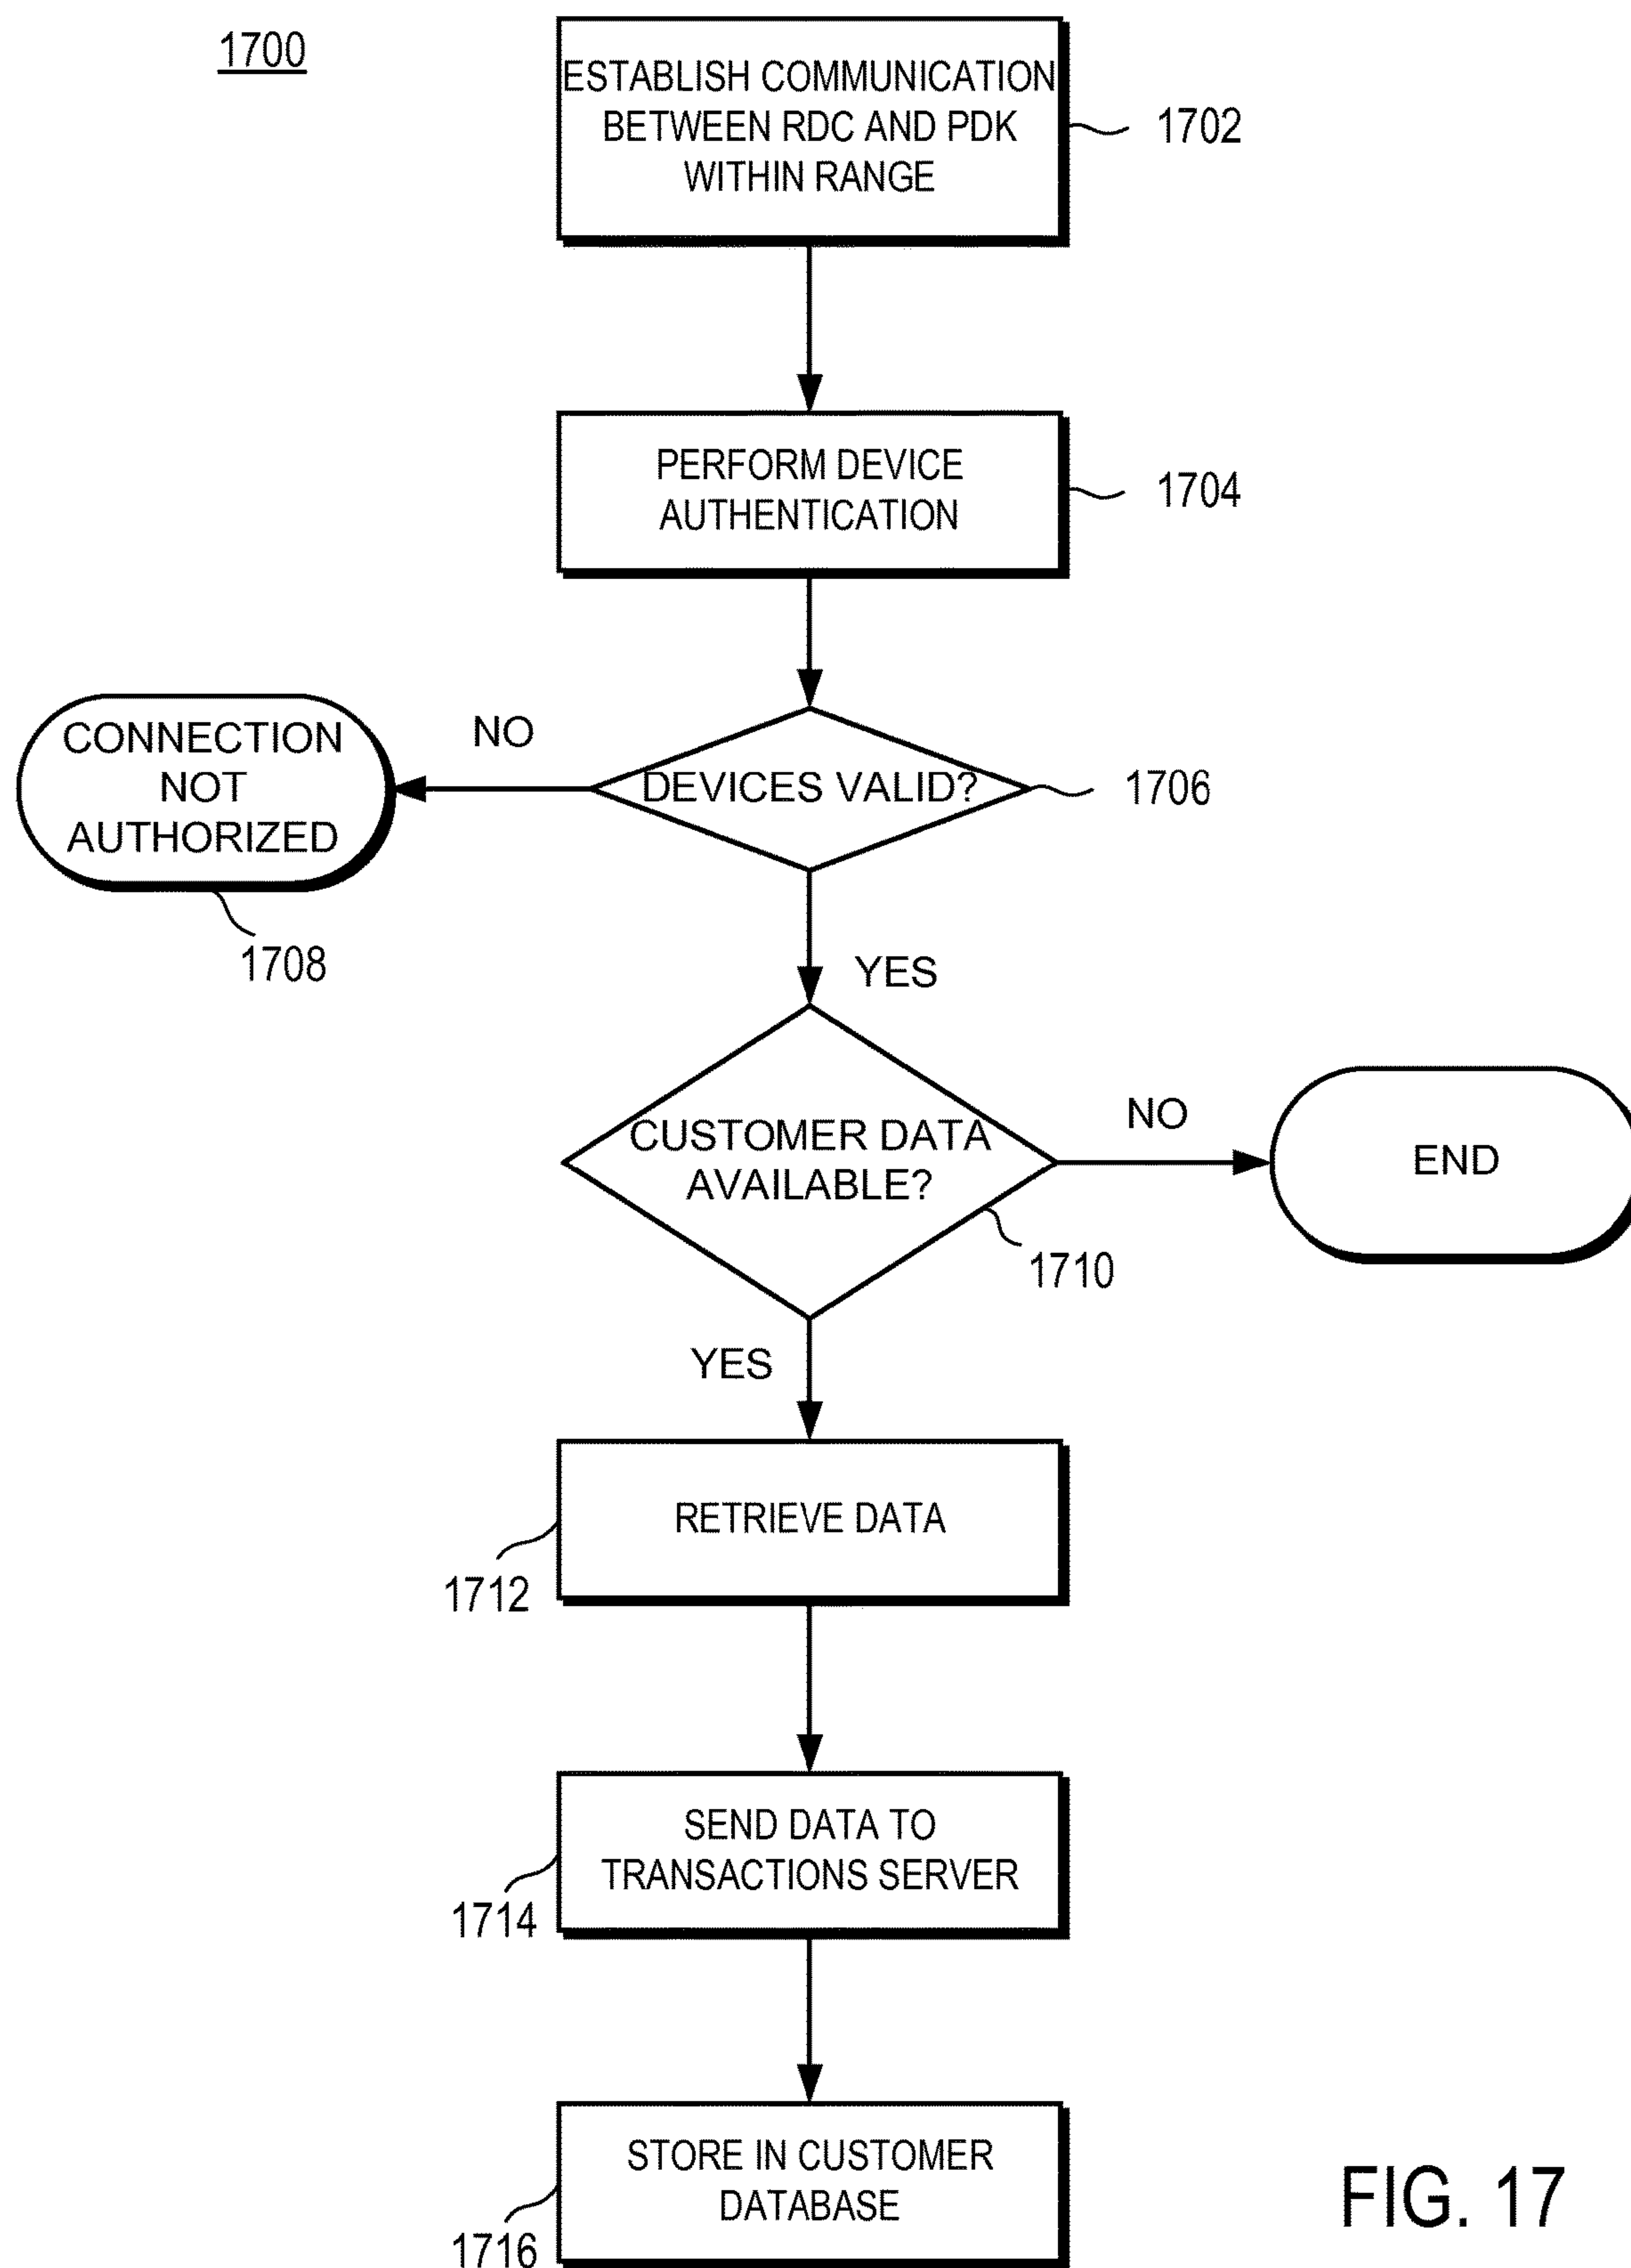 1700
ESTABLISH COMMUNICATION
BETWEEN RDC AND PDK
WITHIN RANGE
1702
PERFORM DEVICE
AUTHENTICATION
1704
CONNECTION
NOT
AUTHORIZED
1708
NO
DEVICES VALID?
1706
YES
CUSTOMER DATA
AVAILABLE?
1710
NO
END
YES
RETRIEVE DATA
1712
SEND DATA TO
TRANSACTIONS SERVER
1714
STORE IN CUSTOMER
DATABASE
1716
FIG. 17